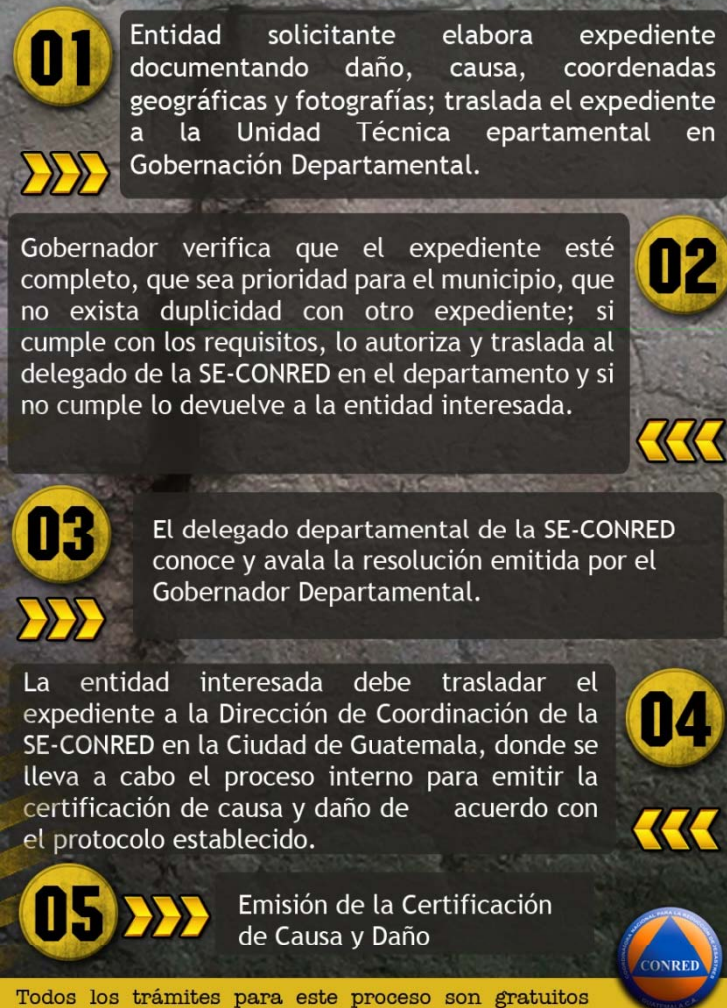 01
Entidad solicitante elabora expediente
documentando daño, causa, coordenadas
geográficas y fotografías; traslada el expediente
a la Unidad Técnica epartamental en
Gobernación Departamental.
02
Gobernador verifica que el expediente esté
completo, que sea prioridad para el municipio, que
no exista duplicidad con otro expediente; si
cumple con los requisitos, lo autoriza y traslada al
delegado de la SE-CONRED en el departamento y si
no cumple lo devuelve a la entidad interesada.
03
El delegado departamental de la SE-CONRED
conoce y avala la resolución emitida por el
Gobernador Departamental.
04
La entidad interesada debe trasladar el
expediente a la Dirección de Coordinación de la
SE-CONRED en la Ciudad de Guatemala, donde se
lleva a cabo el proceso interno para emitir la
certificación de causa y daño de acuerdo con
el protocolo establecido.
05
Emisión de la Certificación
de Causa y Daño
CONRED
Todos los trámites para este proceso son gratuitos